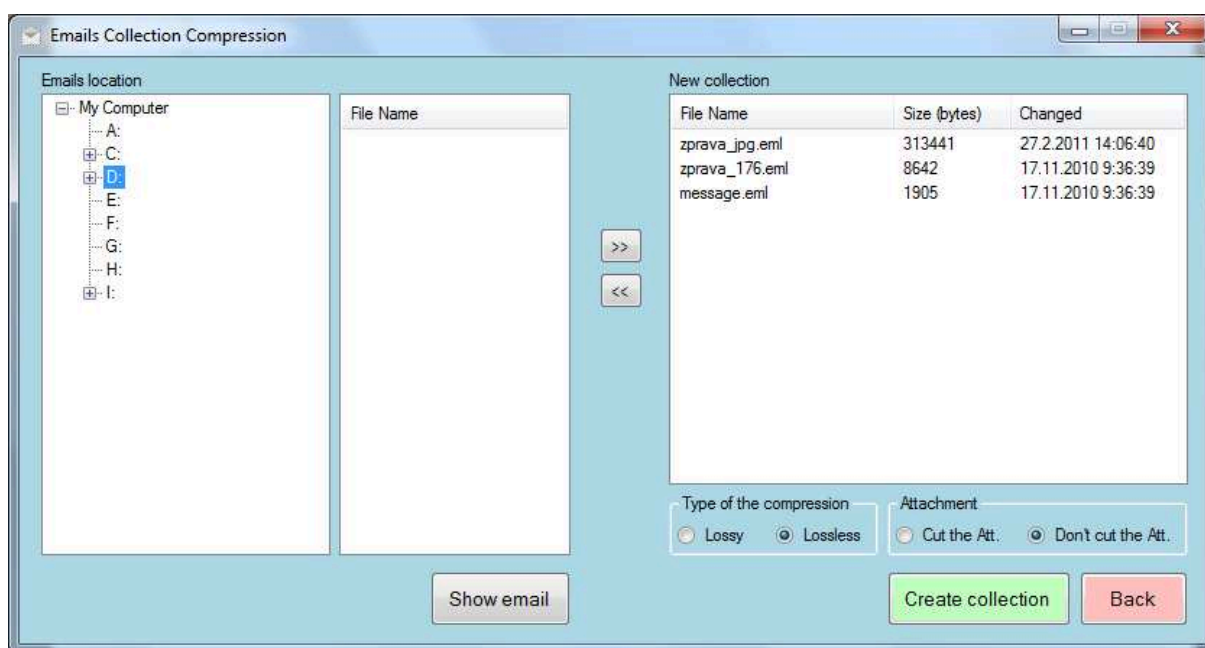 Emails Collection Compression
Emails location
My Computer
A:
C:
D:
E:
F:
G:
H:
I:
File Name
>>
<<
New collection
File Name Size (bytes) Changed
zprava_jpg.eml 313441 27.2.2011 14:06:40
zprava_176.eml 8642 17.11.2010 9:36:39
message.eml 1905 17.11.2010 9:36:39
Type of the compression
Lossy Lossless
Attachment
Cut the Att. Don't cut the Att.
Show email
Create collection
Back